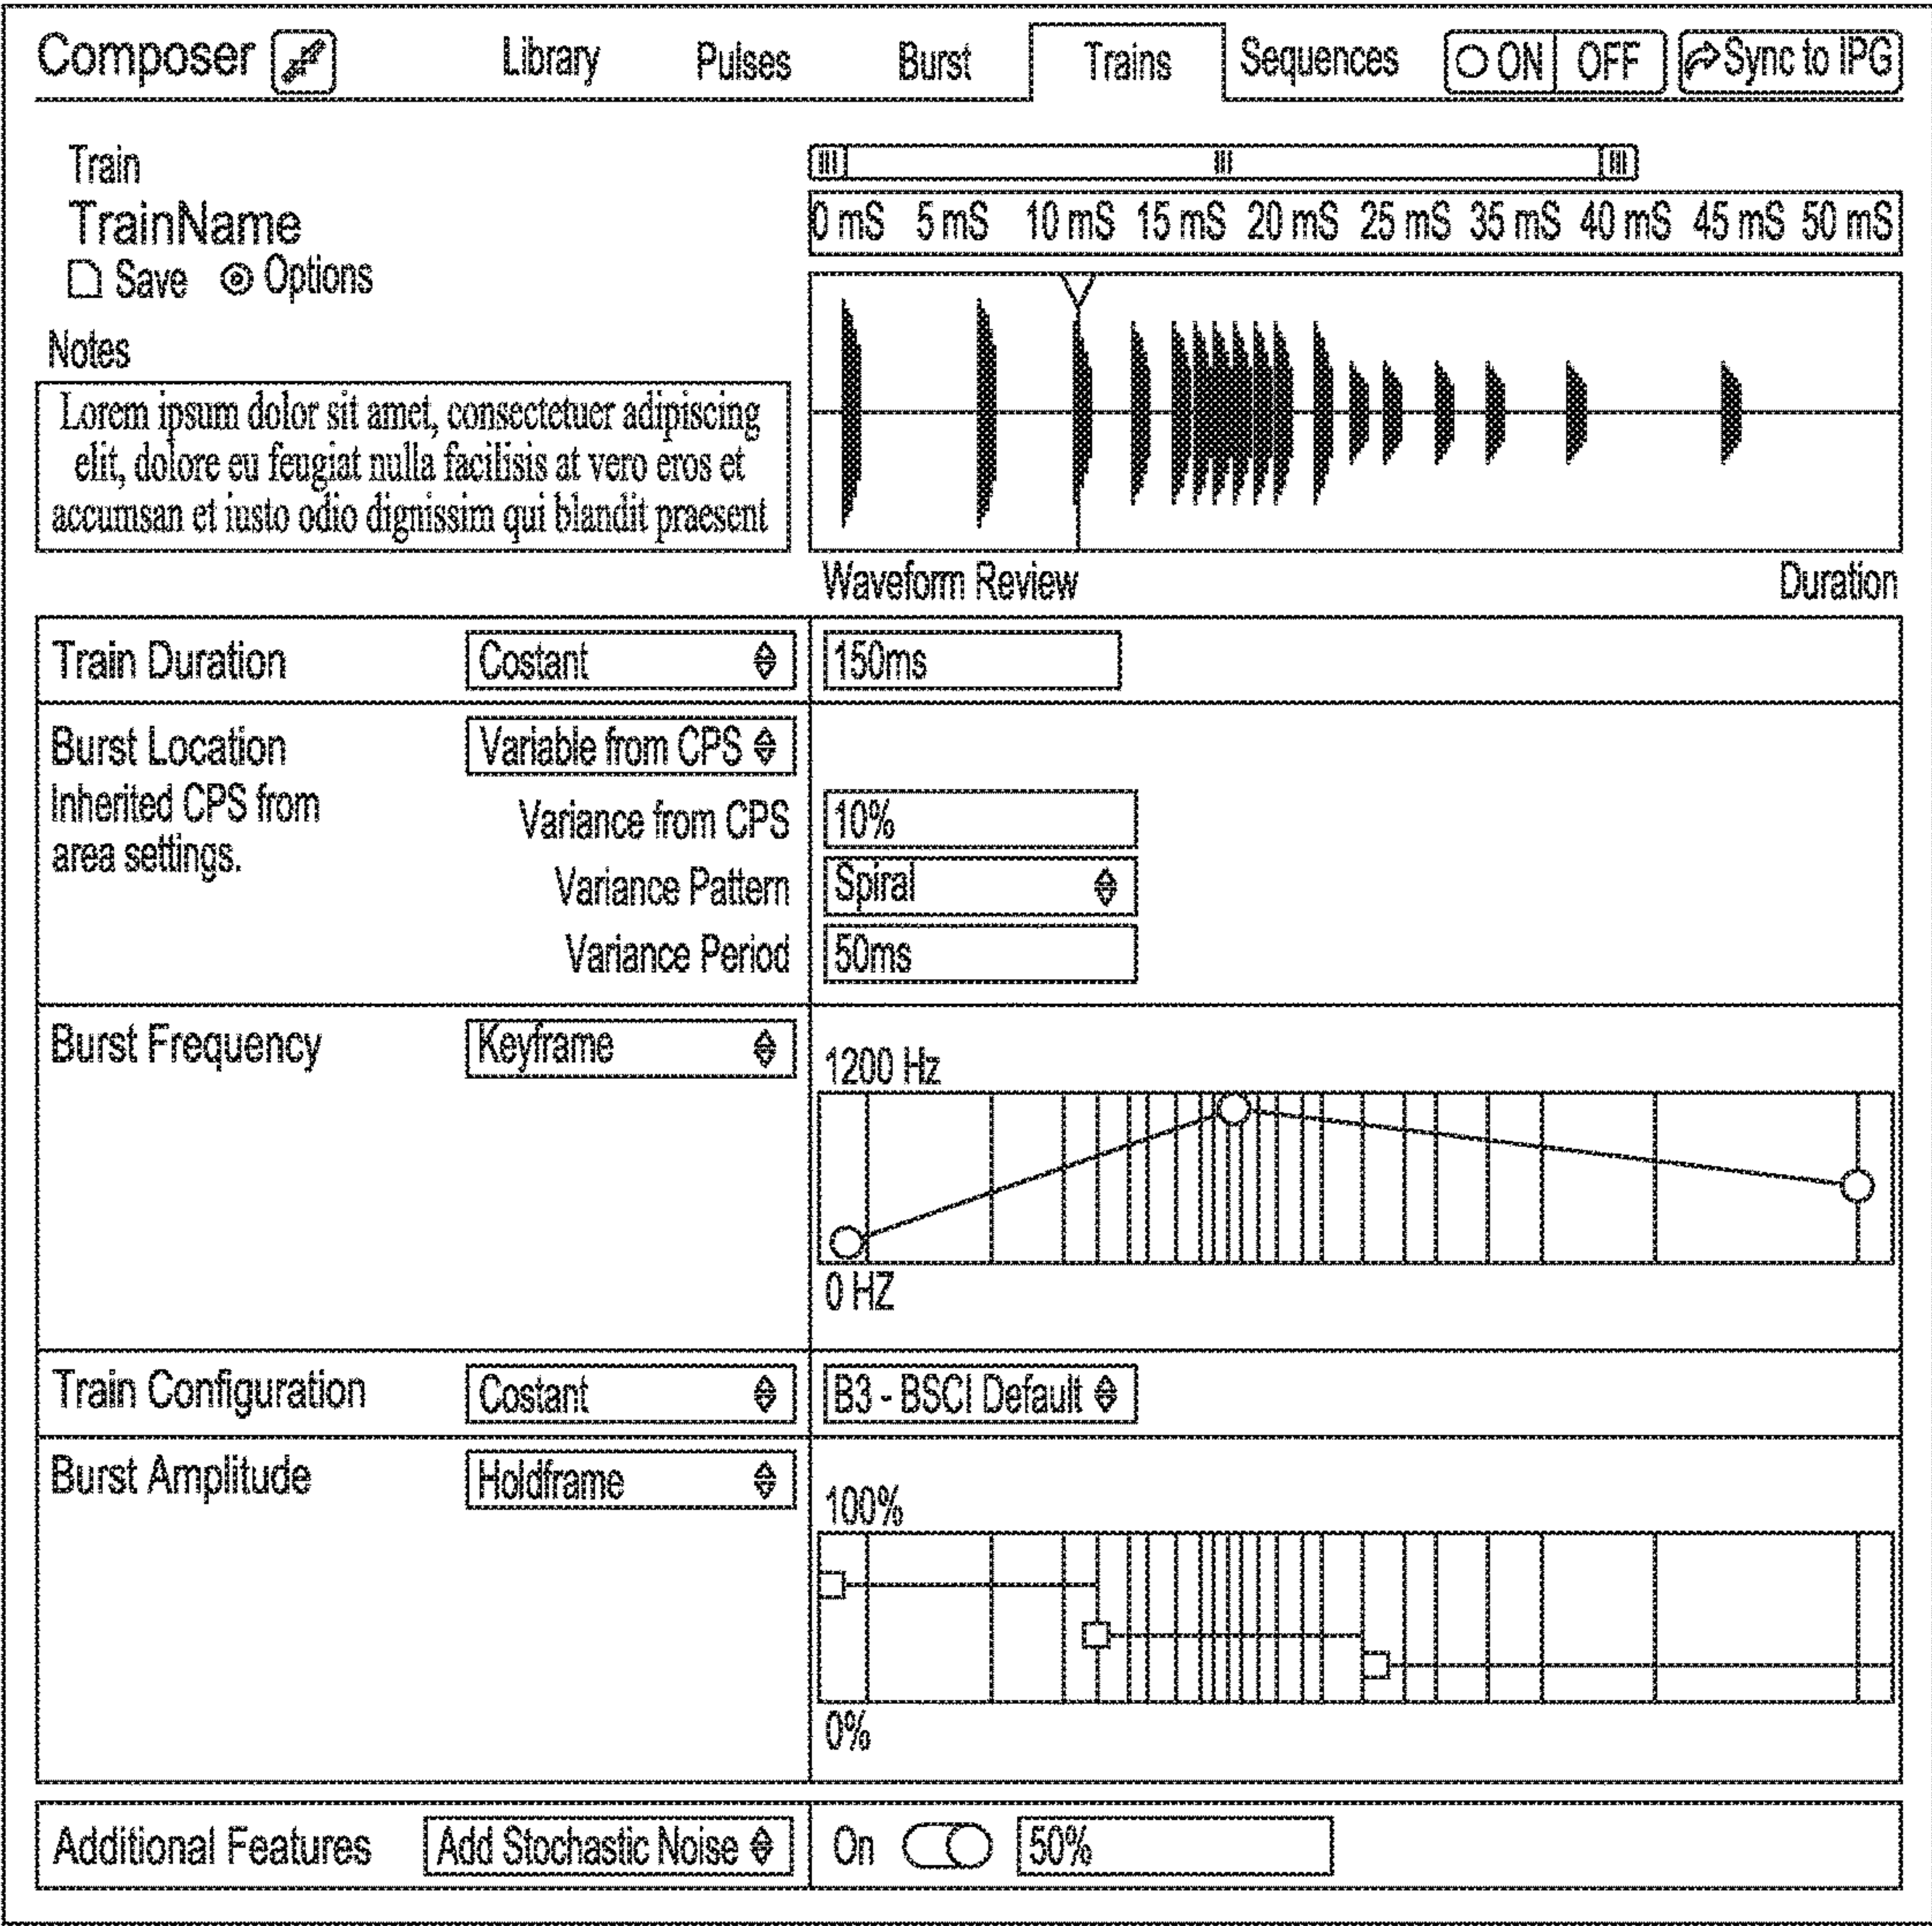 Composer Library Pulses Burst Trains Sequences ON OFF Sync to IPG
Train
TrainName
Save Options
Notes
Lorem ipsum dolor sit amet, consectetuer adipiscing
elit, dolore eu feugiat nulla facilisis at vero eros et
accumsan et iusto odio dignissim qui blandit praesent
0 mS 5 mS 10 mS 15 mS 20 mS 25 mS 35 mS 40 mS 45 mS 50 mS
Waveform Review Duration
Train Duration Costant 150ms
Burst Location Variable from CPS
Inherited CPS from
area settings.
Variance from CPS 10%
Variance Pattern Spiral
Variance Period 50ms
Burst Frequency Keyframe
1200 Hz
0 HZ
Train Configuration Costant B3 - BSCI Default
Burst Amplitude Holdframe
100%
0%
Additional Features Add Stochastic Noise On 50%